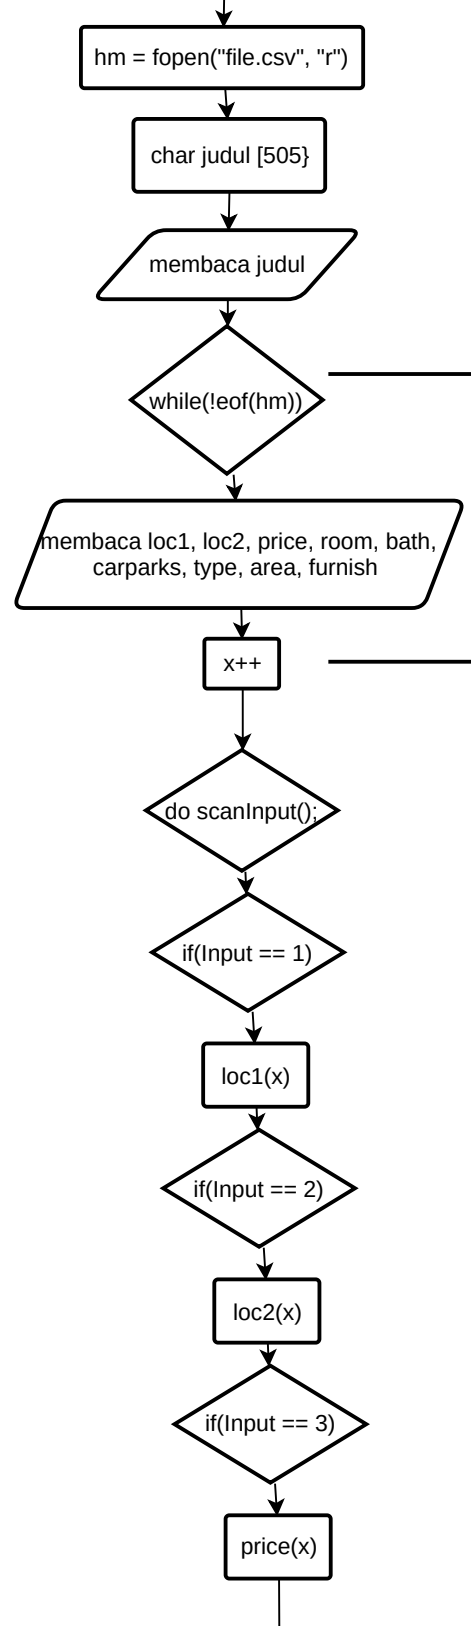 hm = fopen("file.csv", "r")
char judul [505}
membaca judul
while(!eof(hm))
membaca loc1, loc2, price, room, bath,
carparks, type, area, furnish
x++
do scanInput();
if(Input == 1)
loc1(x)
if(Input == 2)
loc2(x)
if(Input == 3)
price(x)